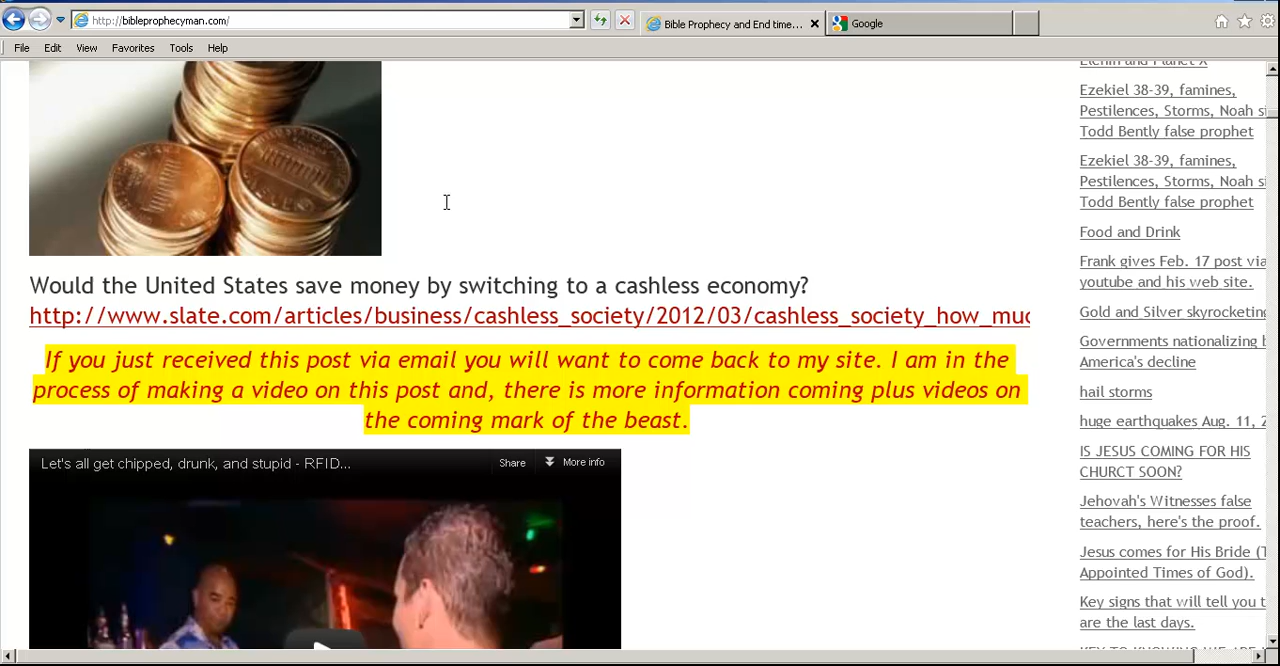 http://bibleprophecyman.com/
Bible Prophecy and End time...
Google
File Edit View Favorites Tools Help
Would the United States save money by switching to a cashless economy?
http://www.slate.com/articles/business/cashless_society/2012/03/cashless_society_how_muc
If you just received this post via email you will want to come back to my site. I am in the
process of making a video on this post and, there is more information coming plus videos on
the coming mark of the beast.
Let's all get chipped, drunk, and stupid - RFID...
Share
More info
Elenin and Planet X
Ezekiel 38-39, famines,
Pestilences, Storms, Noah si
Todd Bently false prophet
Ezekiel 38-39, famines,
Pestilences, Storms, Noah si
Todd Bently false prophet
Food and Drink
Frank gives Feb. 17 post via
youtube and his web site.
Gold and Silver skyrocketing
Governments nationalizing b
America's decline
hail storms
huge earthquakes Aug. 11, 2
IS JESUS COMING FOR HIS
CHURCT SOON?
Jehovah's Witnesses false
teachers, here's the proof.
Jesus comes for His Bride (T
Appointed Times of God).
Key signs that will tell you t
are the last days.